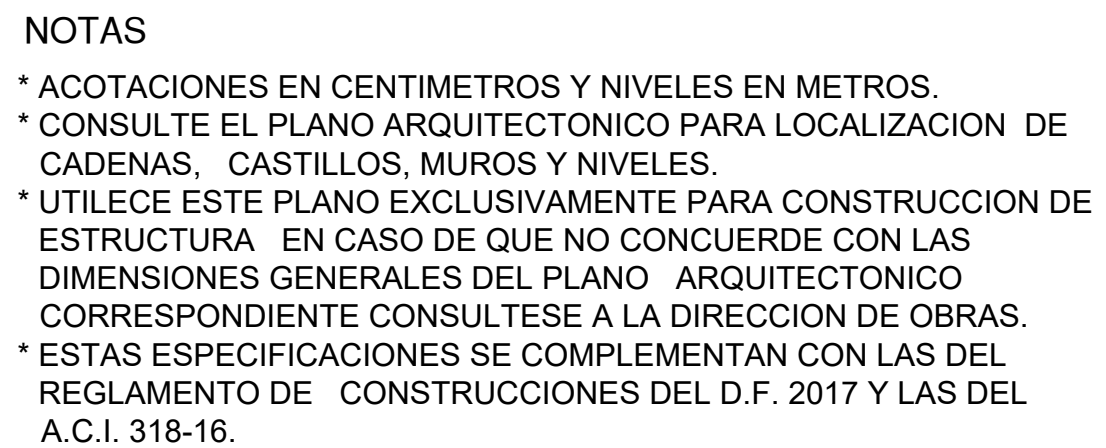 NOTAS
* ACOTACIONES EN CENTIMETROS Y NIVELES EN METROS.
* CONSULTE EL PLANO ARQUITECTONICO PARA LOCALIZACION DE
CADENAS, CASTILLOS, MUROS Y NIVELES.
* UTILECE ESTE PLANO EXCLUSIVAMENTE PARA CONSTRUCCION DE
ESTRUCTURA EN CASO DE QUE NO CONCUERDE CON LAS
DIMENSIONES GENERALES DEL PLANO ARQUITECTONICO
CORRESPONDIENTE CONSULTESE A LA DIRECCION DE OBRAS.
* ESTAS ESPECIFICACIONES SE COMPLEMENTAN CON LAS DEL
REGLAMENTO DE CONSTRUCCIONES DEL D.F. 2017 Y LAS DEL
A.C.I. 318-16.